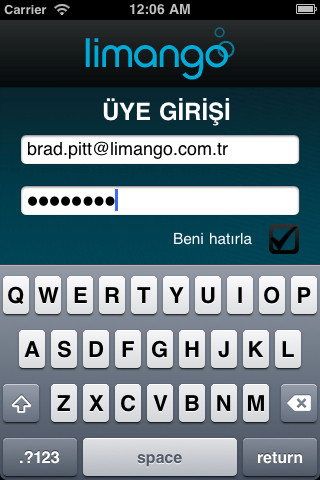 Carrier 12:06 AM
limango
ÜYE GİRİŞİ
brad.pitt@limango.com.tr
●●●●●●●●
Beni hatırla
Q W E R T Y U I O P
A S D F G H J K L
Z X C V B N M
.?123 space return